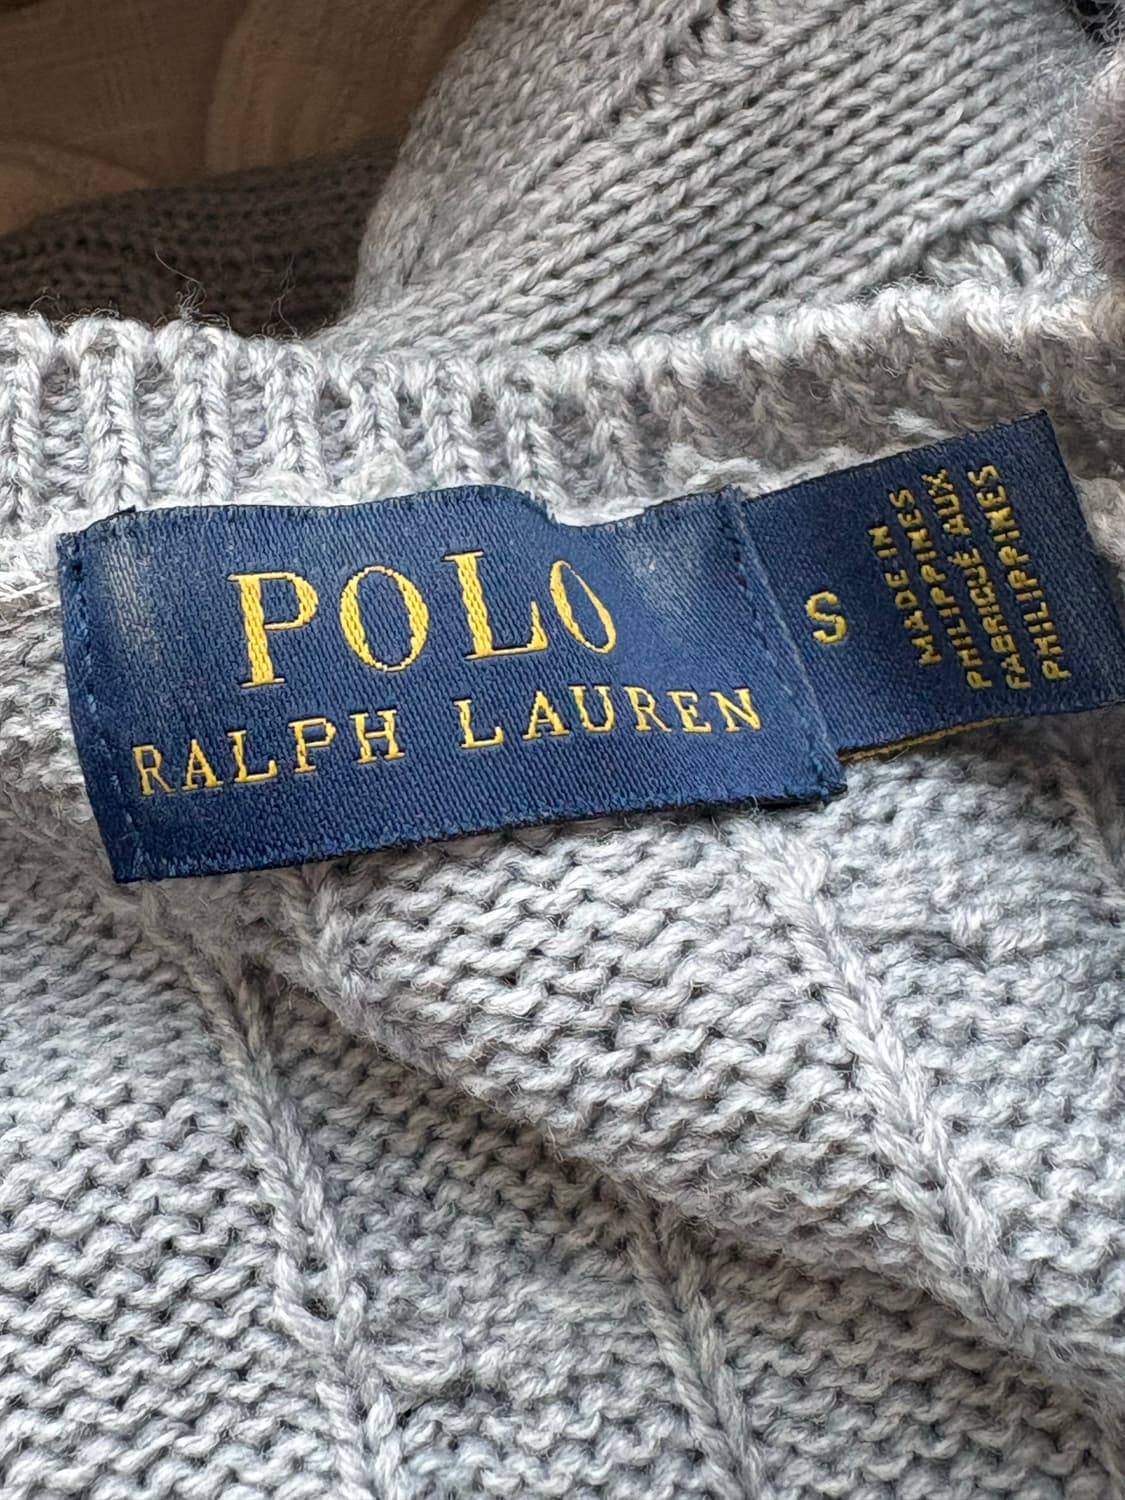 POLO
RALPH LAUREN
S
MADE IN
PHILIPPINES
FABRIQUÉ AUX
PHILIPPINES